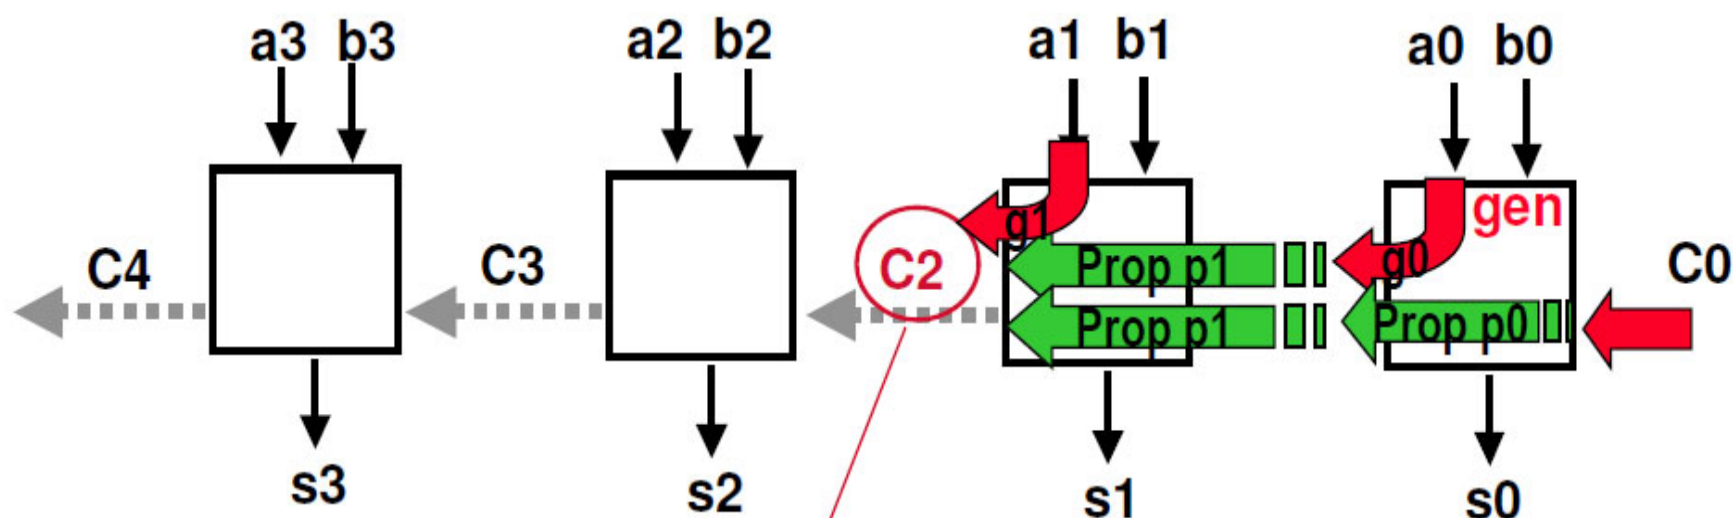 a3 b3 a2 b2 a1 b1 a0 b0
gen
g1 g0
C4 C3 C2 Prop p1 C0
Prop p1 Prop p0
s3 s2 s1 s0